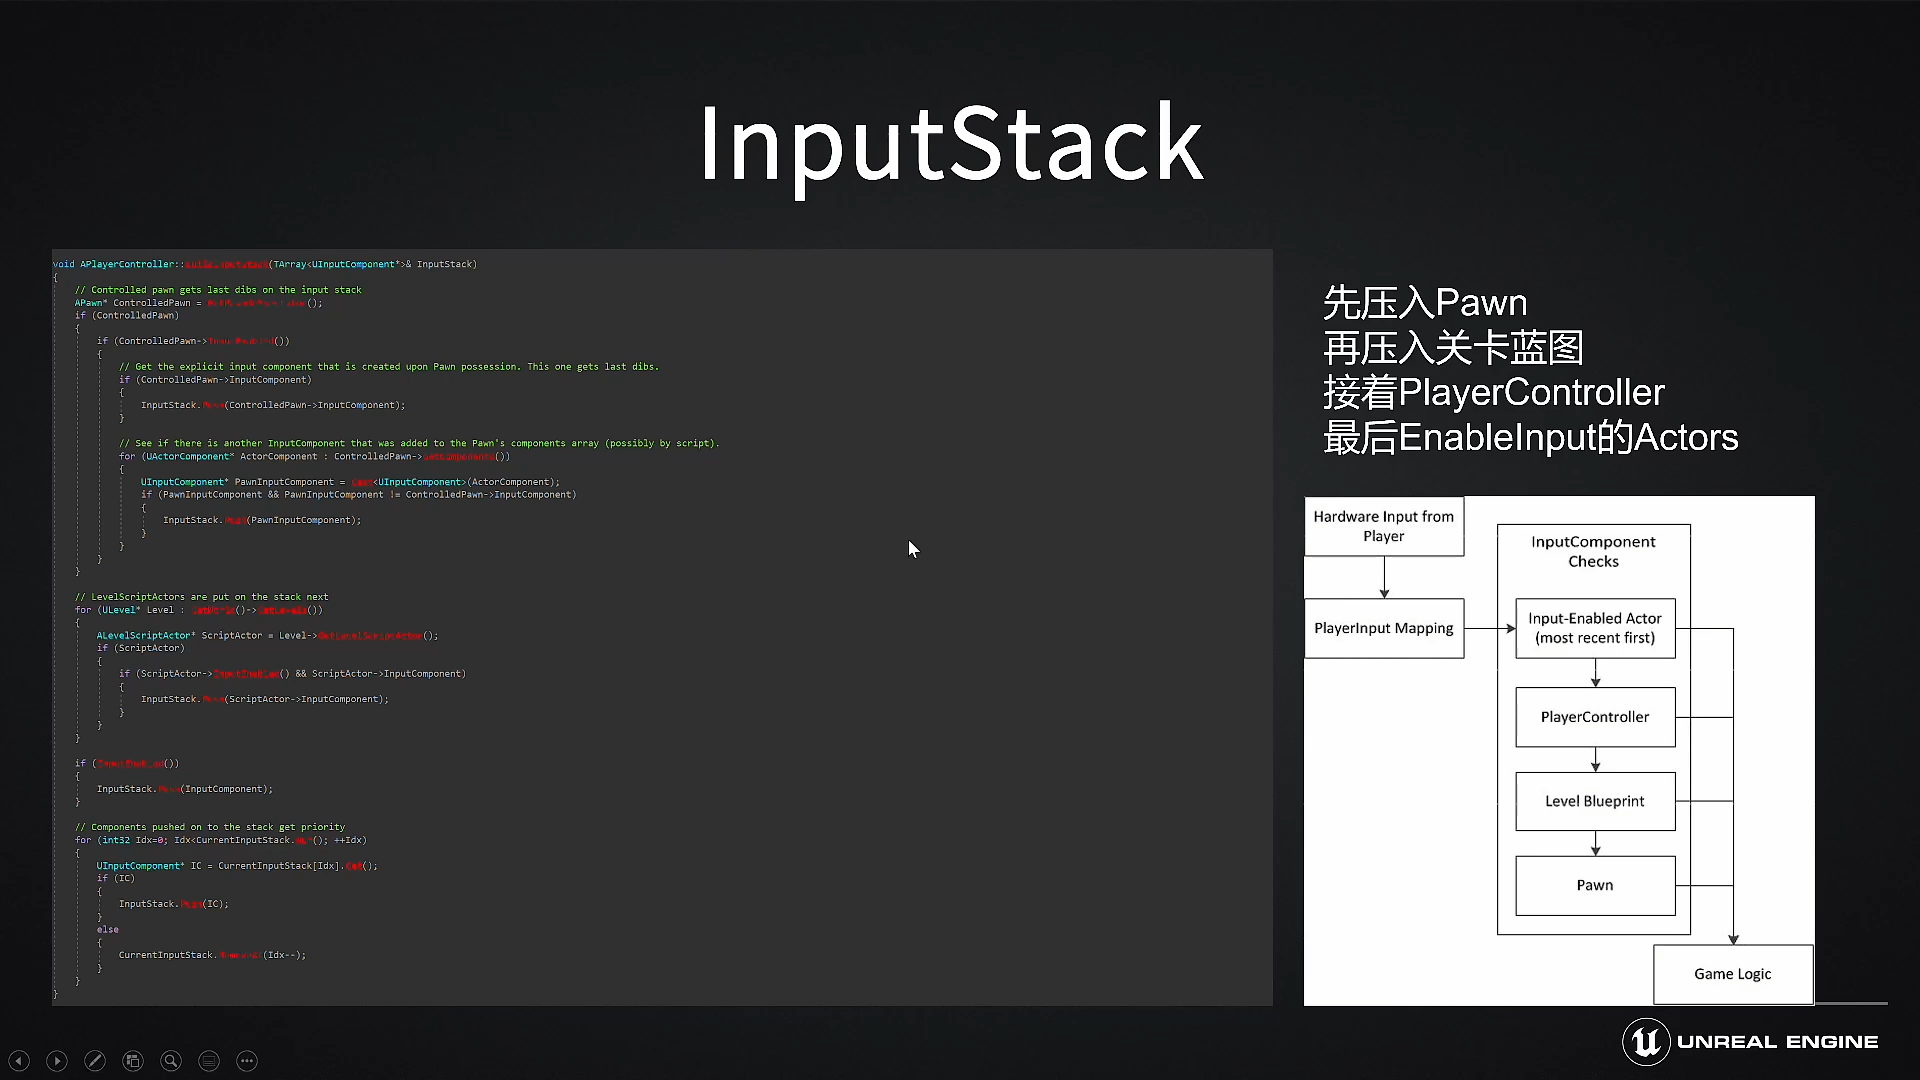 InputStack
void APlayerController::(TArray<UInputComponent*>& InputStack)
{
// Controlled pawn gets last dibs on the input stack
APawn* ControlledPawn = ();
if (ControlledPawn)
{
if (ControlledPawn->())
{
// Get the explicit input component that is created upon Pawn possession. This one gets last dibs.
if (ControlledPawn->InputComponent)
{
InputStack.Push(ControlledPawn->InputComponent);
}
// See if there is another InputComponent that was added to the Pawn's components array (possibly by script).
for (UActorComponent* ActorComponent : ControlledPawn->GetComponents())
{
UInputComponent* PawnInputComponent = Cast<UInputComponent>(ActorComponent);
if (PawnInputComponent && PawnInputComponent != ControlledPawn->InputComponent)
{
InputStack.Push(PawnInputComponent);
}
}
}
}
// LevelScriptActors are put on the stack next
for (ULevel* Level : GetWorld()->GetLevels())
{
ALevelScriptActor* ScriptActor = Level->GetLevelScriptActor();
if (ScriptActor)
{
if (ScriptActor->InputEnabled() && ScriptActor->InputComponent)
{
InputStack.Push(ScriptActor->InputComponent);
}
}
}
if (InputEnabled())
{
InputStack.Push(InputComponent);
}
// Components pushed on to the stack get priority
for (int32 Idx=0; Idx<CurrentInputStack.(); ++Idx)
{
UInputComponent* IC = CurrentInputStack[Idx].Get();
if (IC)
{
InputStack.Push(IC);
}
else
{
CurrentInputStack.RemoveAt(Idx--);
}
}
}
先压入Pawn
再压入关卡蓝图
接着PlayerController
最后EnableInput的Actors
Hardware Input from
Player
PlayerInput Mapping
InputComponent
Checks
Input-Enabled Actor
(most recent first)
PlayerController
Level Blueprint
Pawn
Game Logic
UNREAL ENGINE